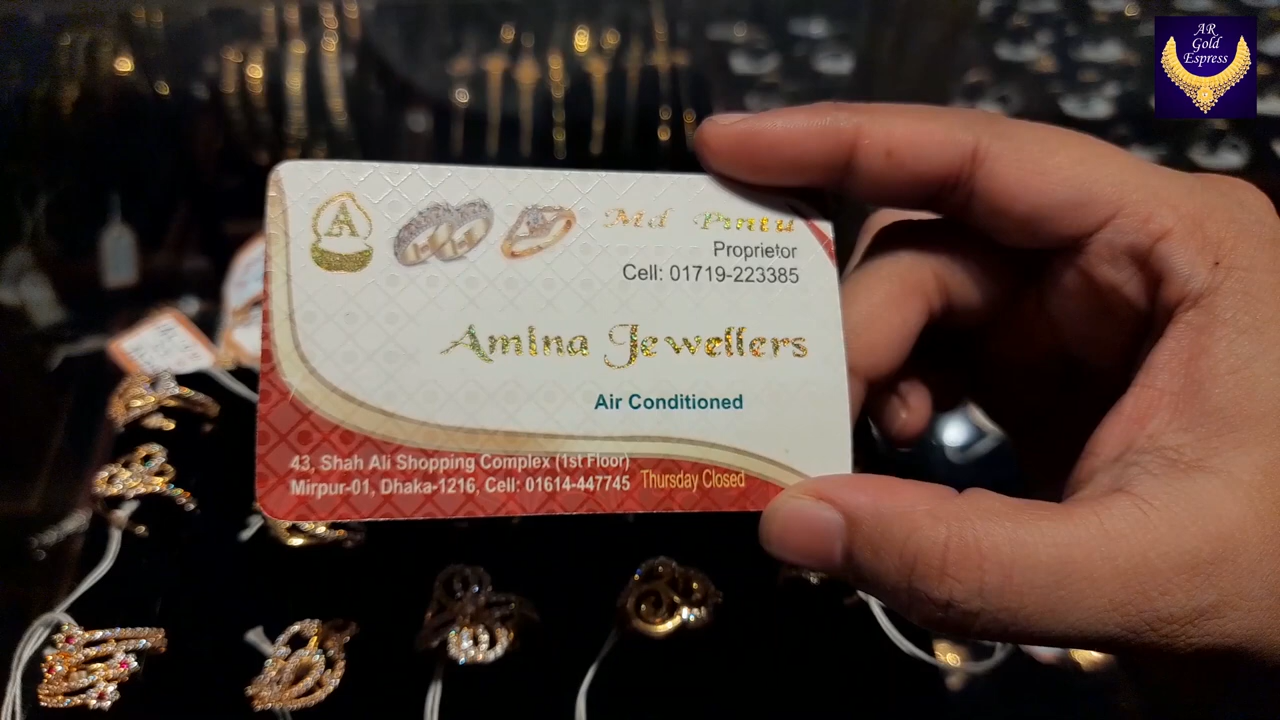 AR
Gold
Espress
A
Md Pintu
Proprietor
Cell: 01719-223385
Amina Jewellers
Air Conditioned
43, Shah Ali Shopping Complex (1st Floor)
Mirpur-01, Dhaka-1216, Cell: 01614-447745 Thursday Closed